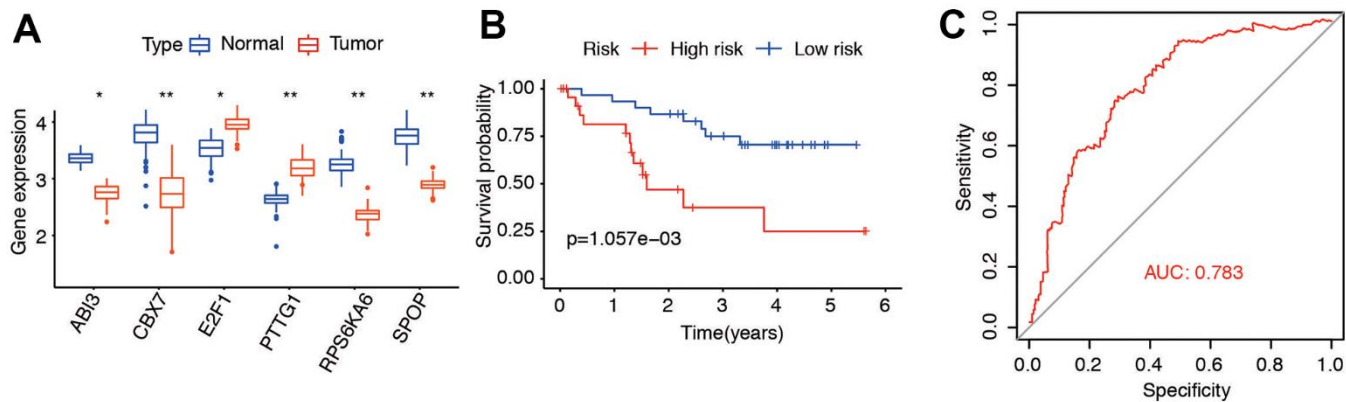 A
Type Normal Tumor
* ** * ** ** **
Gene expression
4
3
2
ABI3
CBX7
E2F1
PTTG1
RPS6KA6
SPOP
B
Risk High risk Low risk
Survival probability
1.00
0.75
0.50
0.25
0.00
p=1.057e−03
0 1 2 3 4 5 6
Time(years)
C
Sensitivity
1.0
0.8
0.6
0.4
0.2
0.0
AUC: 0.783
0.0 0.2 0.4 0.6 0.8 1.0
Specificity